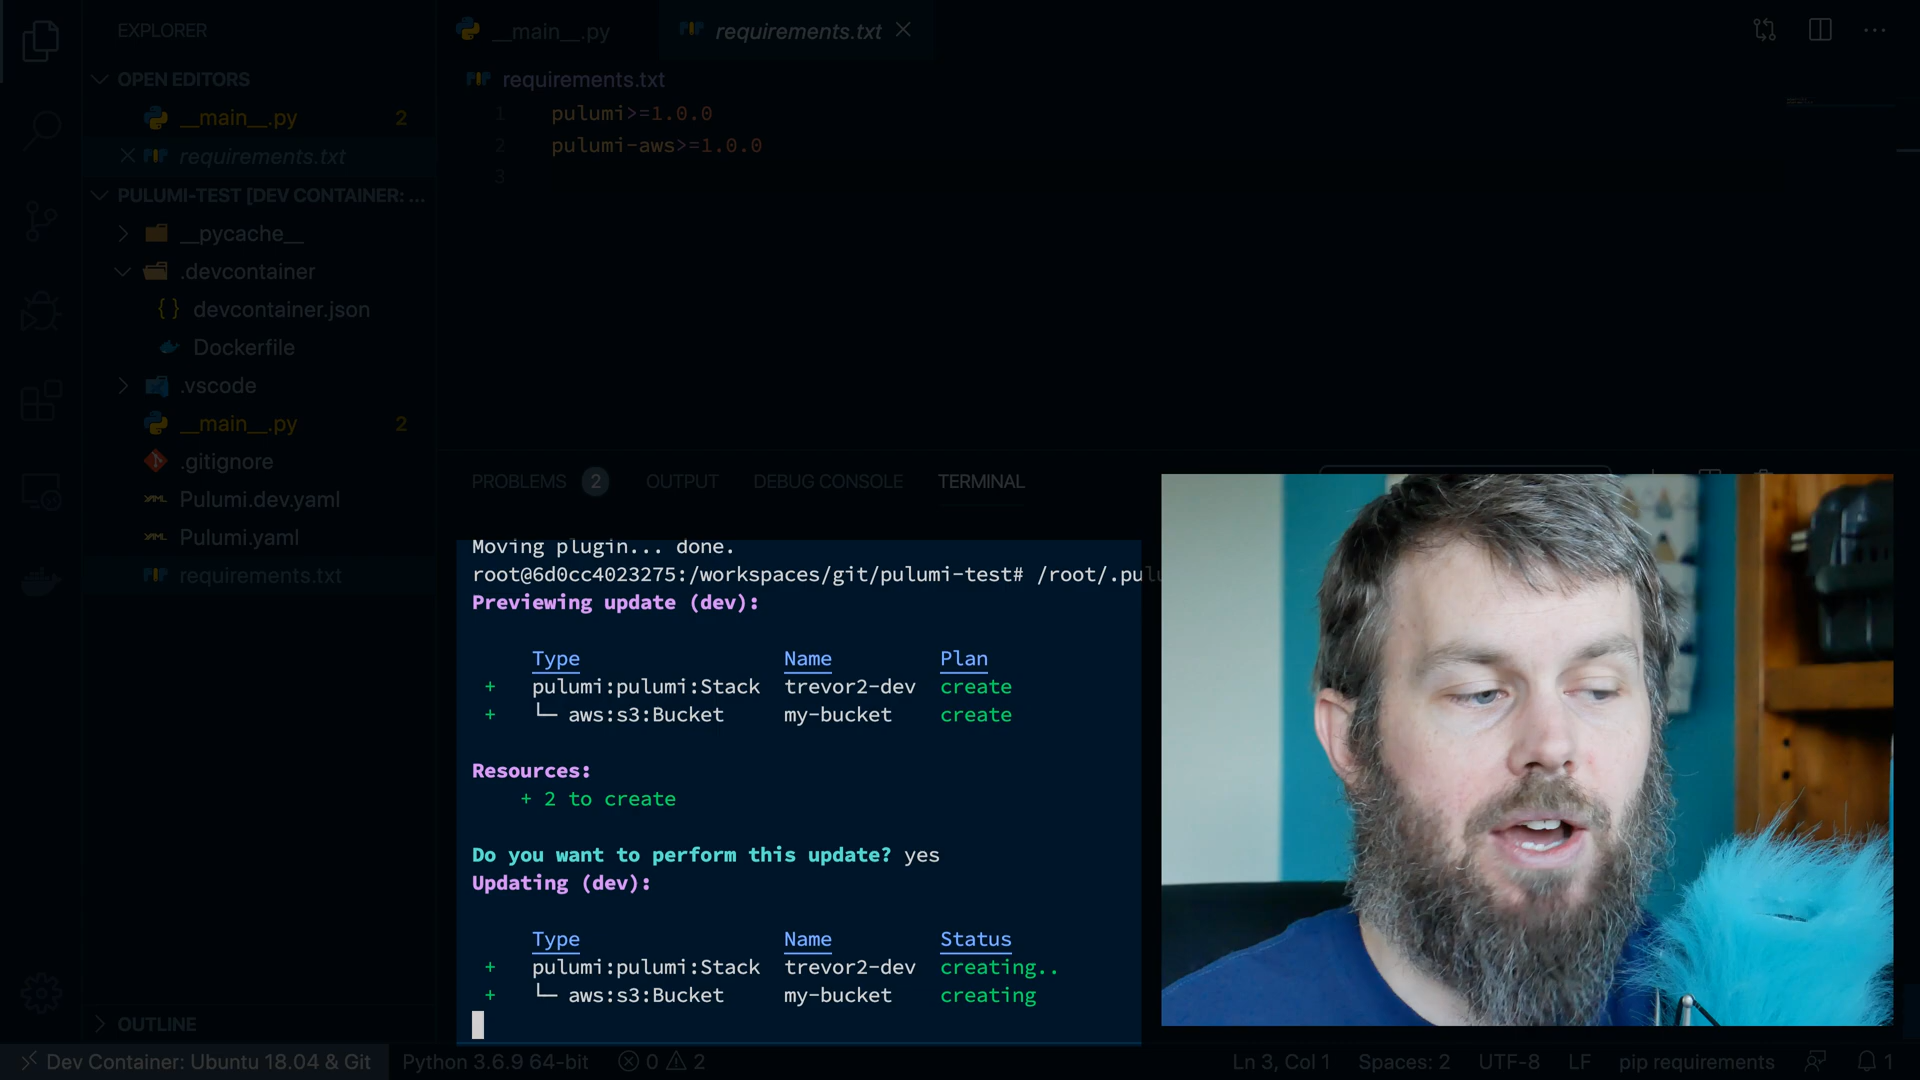 EXPLORER
OPEN EDITORS
__main__.py 2
requirements.txt
PULUMI-TEST [DEV CONTAINER: ...
__pycache__
.devcontainer
{ } devcontainer.json
Dockerfile
.vscode
__main__.py 2
.gitignore
YAML Pulumi.dev.yaml
YAML Pulumi.yaml
requirements.txt
OUTLINE
__main__.py requirements.txt
requirements.txt
1 pulumi>=1.0.0
2 pulumi-aws>=1.0.0
3
PROBLEMS 2 OUTPUT DEBUG CONSOLE TERMINAL
Moving plugin... done.
root@6d0cc4023275:/workspaces/git/pulumi-test# /root/.pul
Previewing update (dev):
Type Name Plan
+ pulumi:pulumi:Stack trevor2-dev create
+ └─ aws:s3:Bucket my-bucket create
Resources:
+ 2 to create
Do you want to perform this update? yes
Updating (dev):
Type Name Status
+ pulumi:pulumi:Stack trevor2-dev creating..
+ └─ aws:s3:Bucket my-bucket creating
Dev Container: Ubuntu 18.04 & Git Python 3.6.9 64-bit 0 2 Ln 3, Col 1 Spaces: 2 UTF-8 LF pip requirements 1